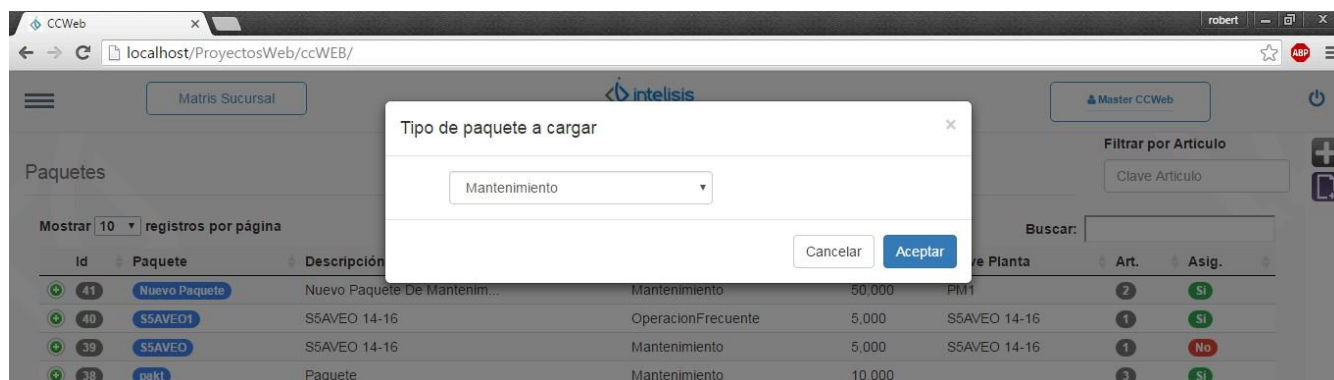 CCWeb
robert
localhost/ProyectosWeb/ccWEB/
ABP
Matris Sucursal
intelisis
Master CCWeb
Tipo de paquete a cargar
Filtrar por Articulo
Paquetes
Mantenimiento
Clave Articulo
Mostrar 10 registros por página
Buscar:
Cancelar Aceptar
Id Paquete Descripción ve Planta Art. Asig.
41 Nuevo Paquete Nuevo Paquete De Mantenim... Mantenimiento 50,000 PM1 2 Si
40 S5AVEO1 S5AVEO 14-16 OperacionFrecuente 5,000 S5AVEO 14-16 1 Si
39 S5AVEO S5AVEO 14-16 Mantenimiento 5,000 S5AVEO 14-16 1 No
38 pakt Paquete Mantenimiento 10,000 3 Si